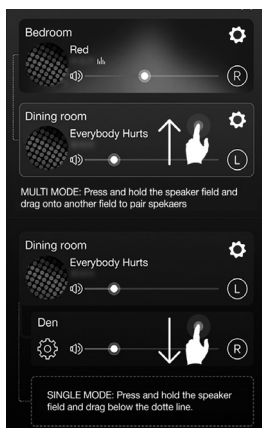 Bedroom
Red
R
Dining room
Everybody Hurts
L
MULTI MODE: Press and hold the speaker field and
drag onto another field to pair spekaers
Dining room
Everybody Hurts
L
Den
R
SINGLE MODE: Press and hold the speaker
field and drag below the dotte line.